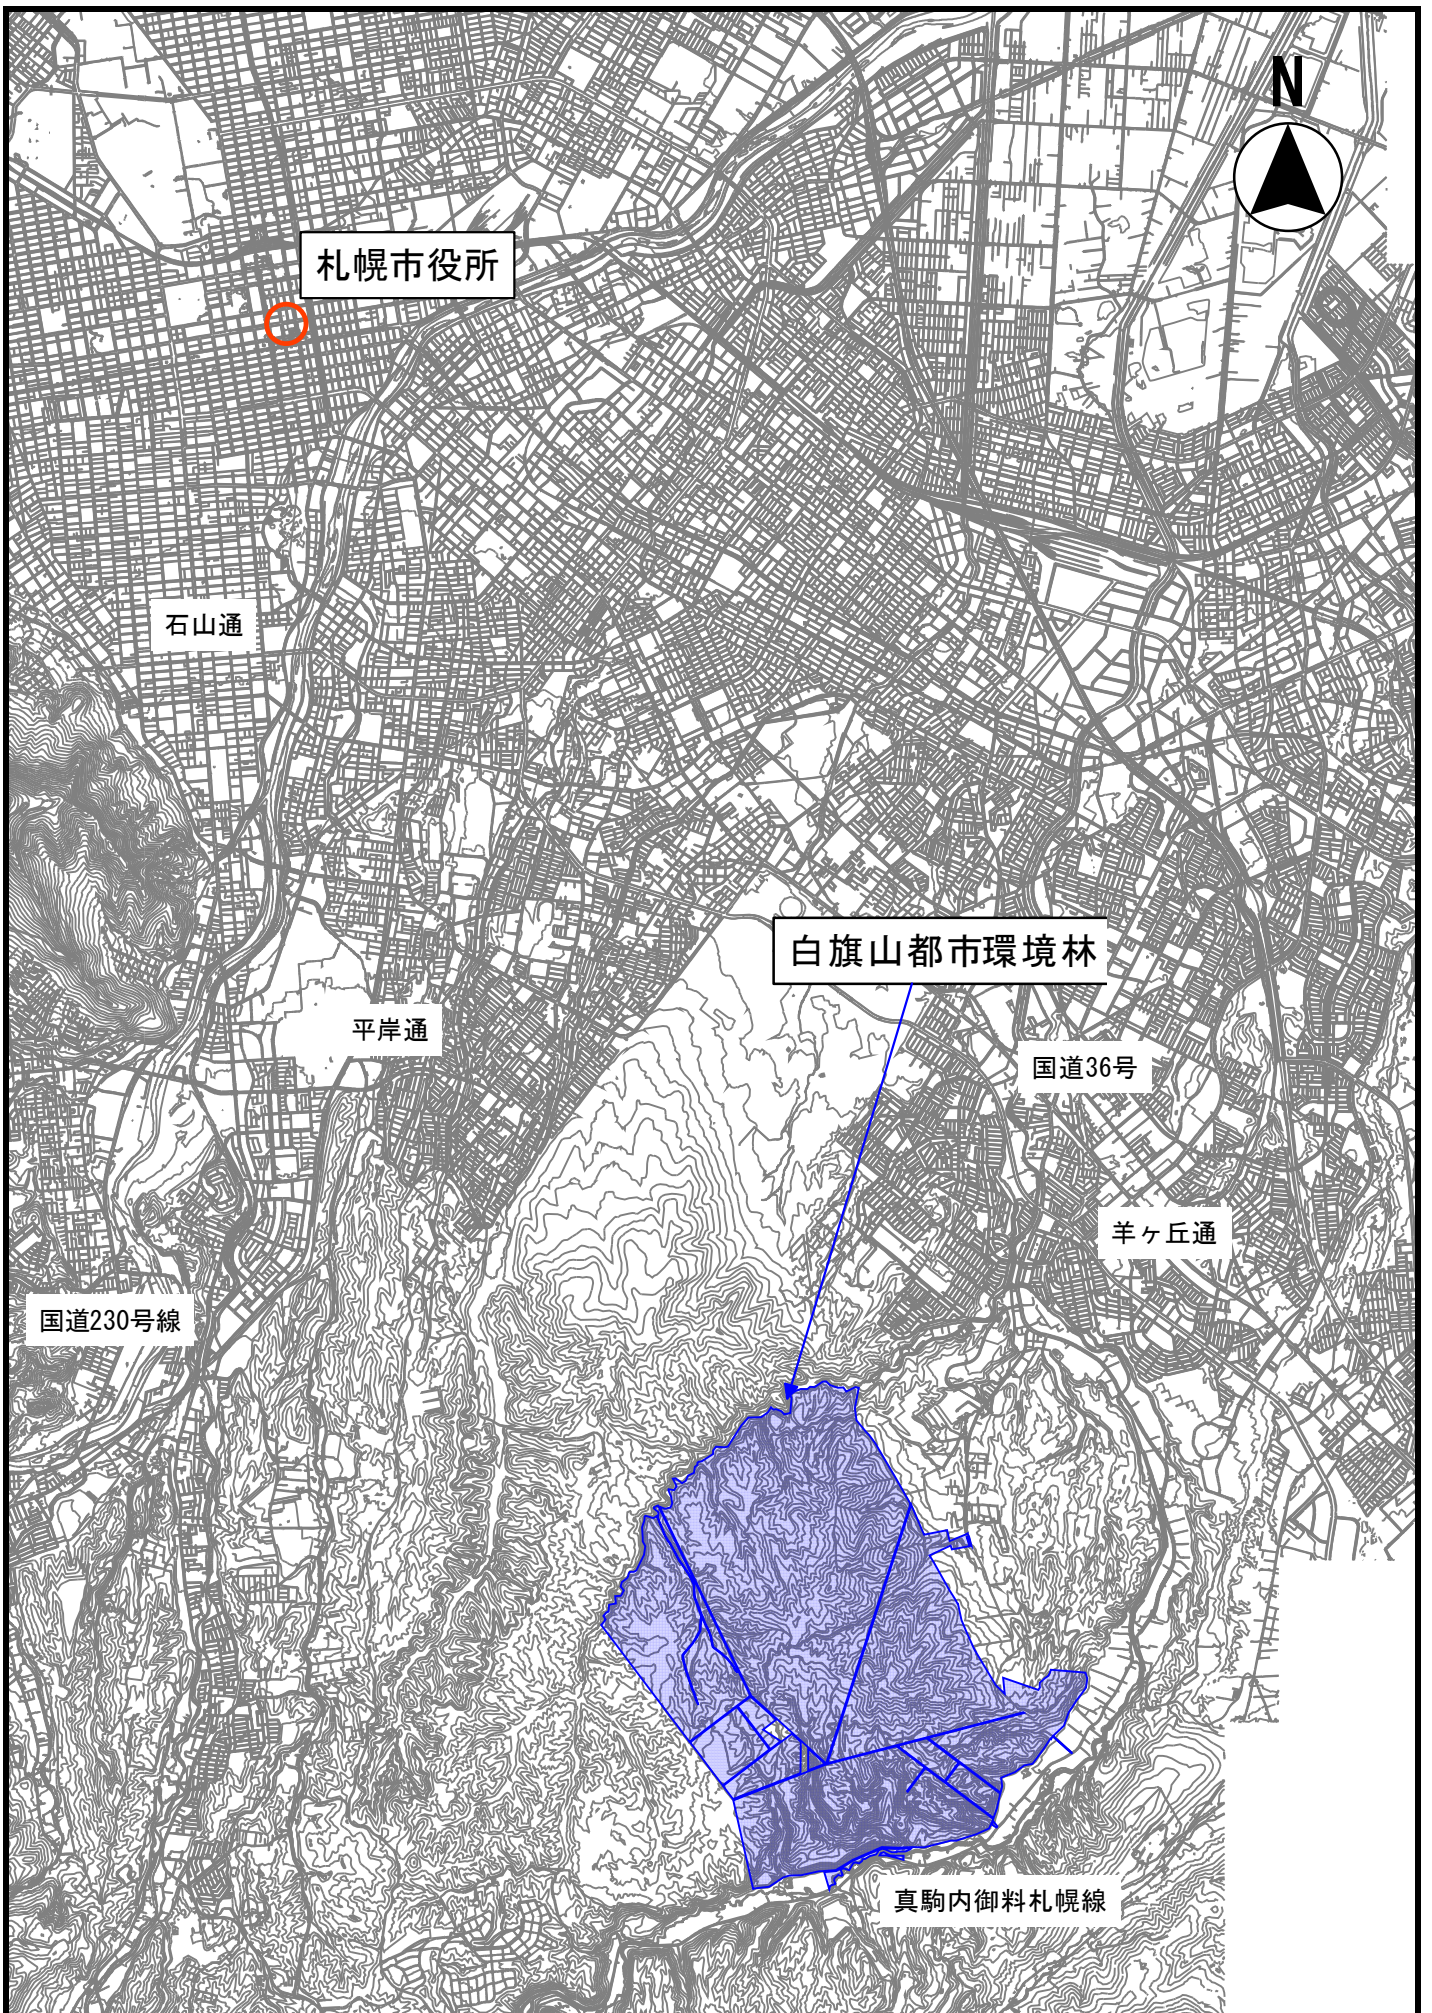 N
札幌市役所
石山通
白旗山都市環境林
平岸通
国道36号
羊ヶ丘通
国道230号線
真駒内御料札幌線